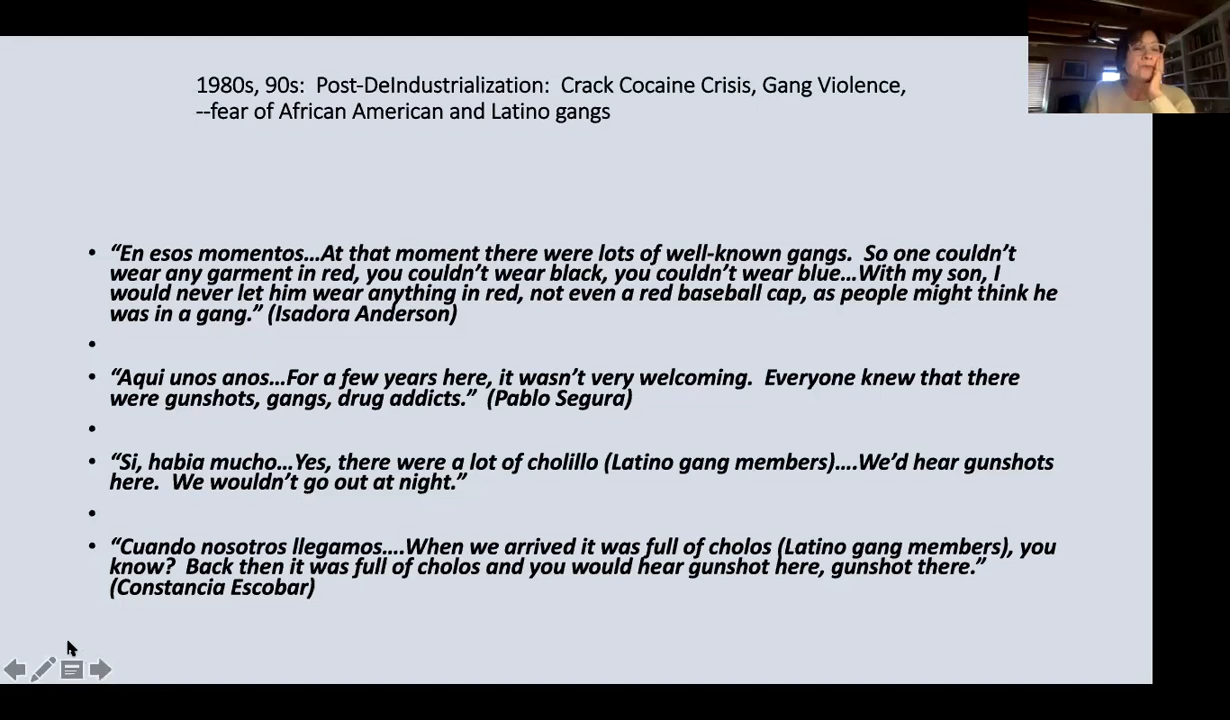 1980s, 90s:  Post-DeIndustrialization:  Crack Cocaine Crisis, Gang Violence,
--fear of African American and Latino gangs
• “En esos momentos…At that moment there were lots of well-known gangs.  So one couldn’t
wear any garment in red, you couldn’t wear black, you couldn’t wear blue…With my son, I
would never let him wear anything in red, not even a red baseball cap, as people might think he
was in a gang.” (Isadora Anderson)
•
• “Aqui unos anos…For a few years here, it wasn’t very welcoming.  Everyone knew that there
were gunshots, gangs, drug addicts.”  (Pablo Segura)
•
• “Si, habia mucho…Yes, there were a lot of cholillo (Latino gang members)….We’d hear gunshots
here.  We wouldn’t go out at night.”
•
• “Cuando nosotros llegamos….When we arrived it was full of cholos (Latino gang members), you
know?  Back then it was full of cholos and you would hear gunshot here, gunshot there.”
(Constancia Escobar)